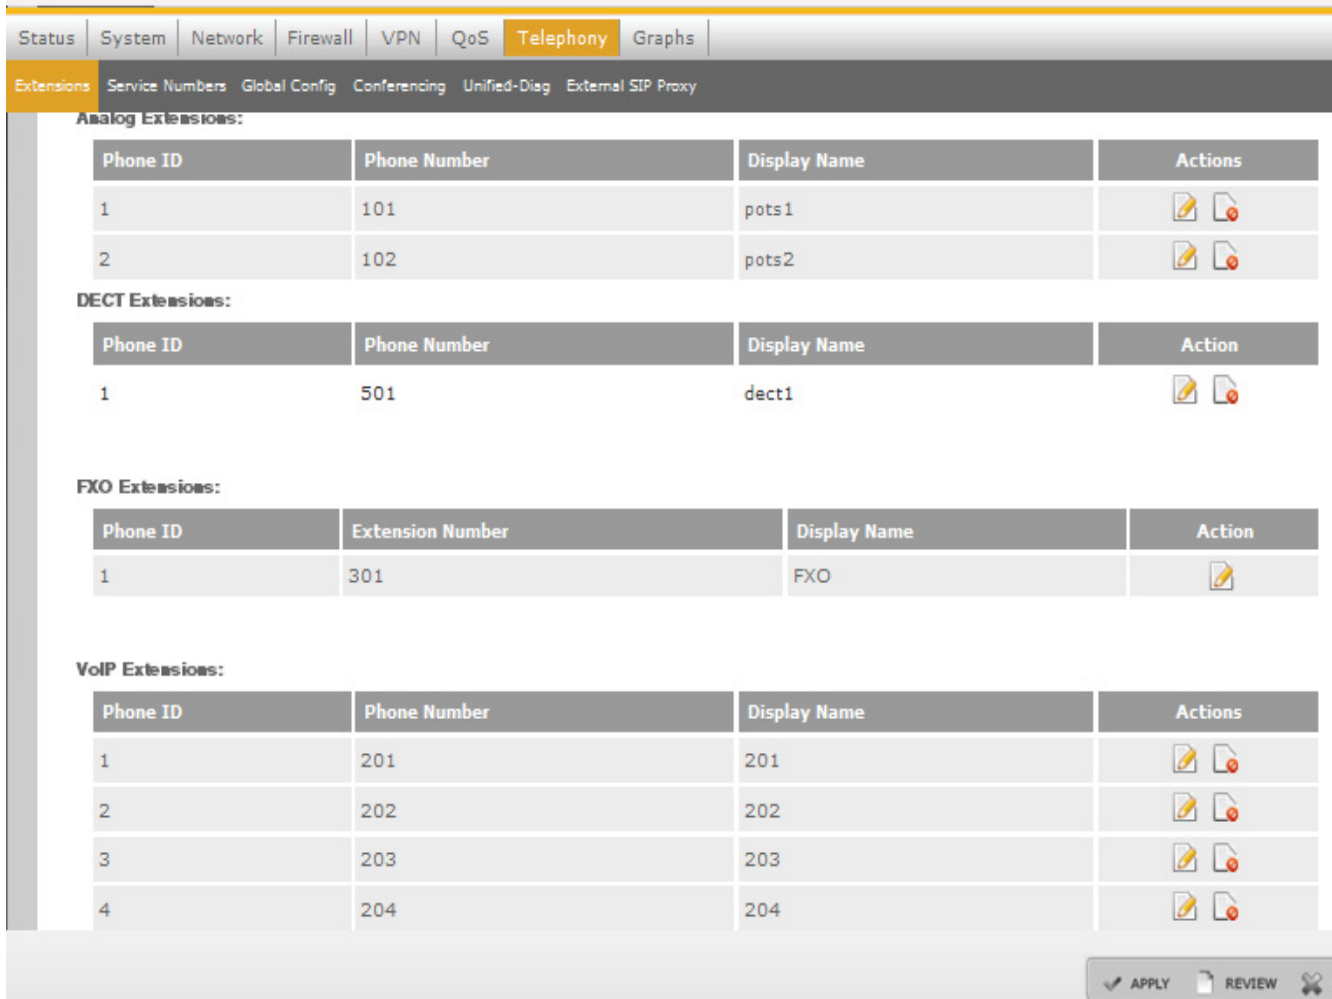 Status System Network Firewall VPN QoS Telephony Graphs
Extensions Service Numbers Global Config Conferencing Unified-Diag External SIP Proxy
Analog Extensions:
Phone ID Phone Number Display Name Actions
1 101 pots1
2 102 pots2
DECT Extensions:
Phone ID Phone Number Display Name Action
1 501 dect1
FXO Extensions:
Phone ID Extension Number Display Name Action
1 301 FXO
VoIP Extensions:
Phone ID Phone Number Display Name Actions
1 201 201
2 202 202
3 203 203
4 204 204
APPLY REVIEW